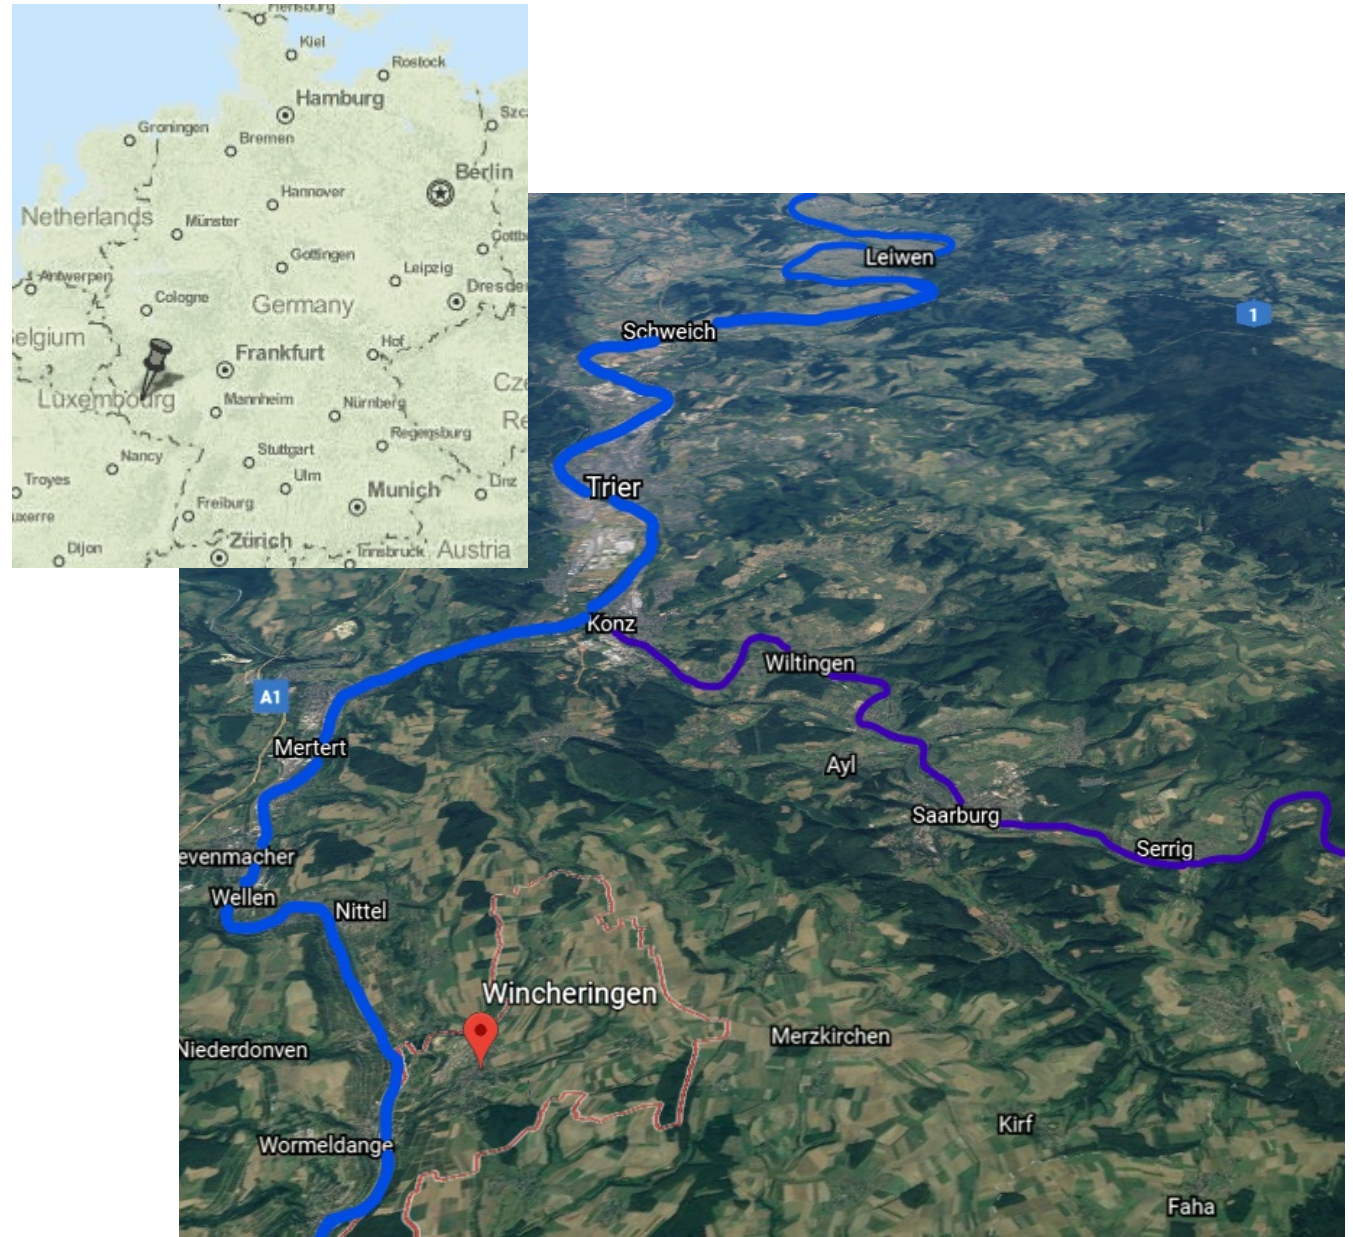 Flensburg
Kiel
Rostock
Hamburg
Szc
Groningen
Bremen
Berlin
Hannover
Netherlands
Münster
Cottb
Gottingen
Antwerpen
Leipzig
Cologne
Dresde
Germany
elgium
Hof
Frankfurt
Cze
Luxembourg
Mannheim
Nürnberg
Re
Regensburg
Nancy
Stuttgart
Troyes
Ulm
Munich
Linz
uxerre
Freiburg
Zürich
Dijon
Innsbruck
Austria
Leiwen
1
Schweich
Trier
Konz
Wiltingen
A1
Mertert
Ayl
Saarburg
Serrig
evenmacher
Wellen
Nittel
Wincheringen
Merzkirchen
Niederdonven
Kirf
Wormeldange
Faha